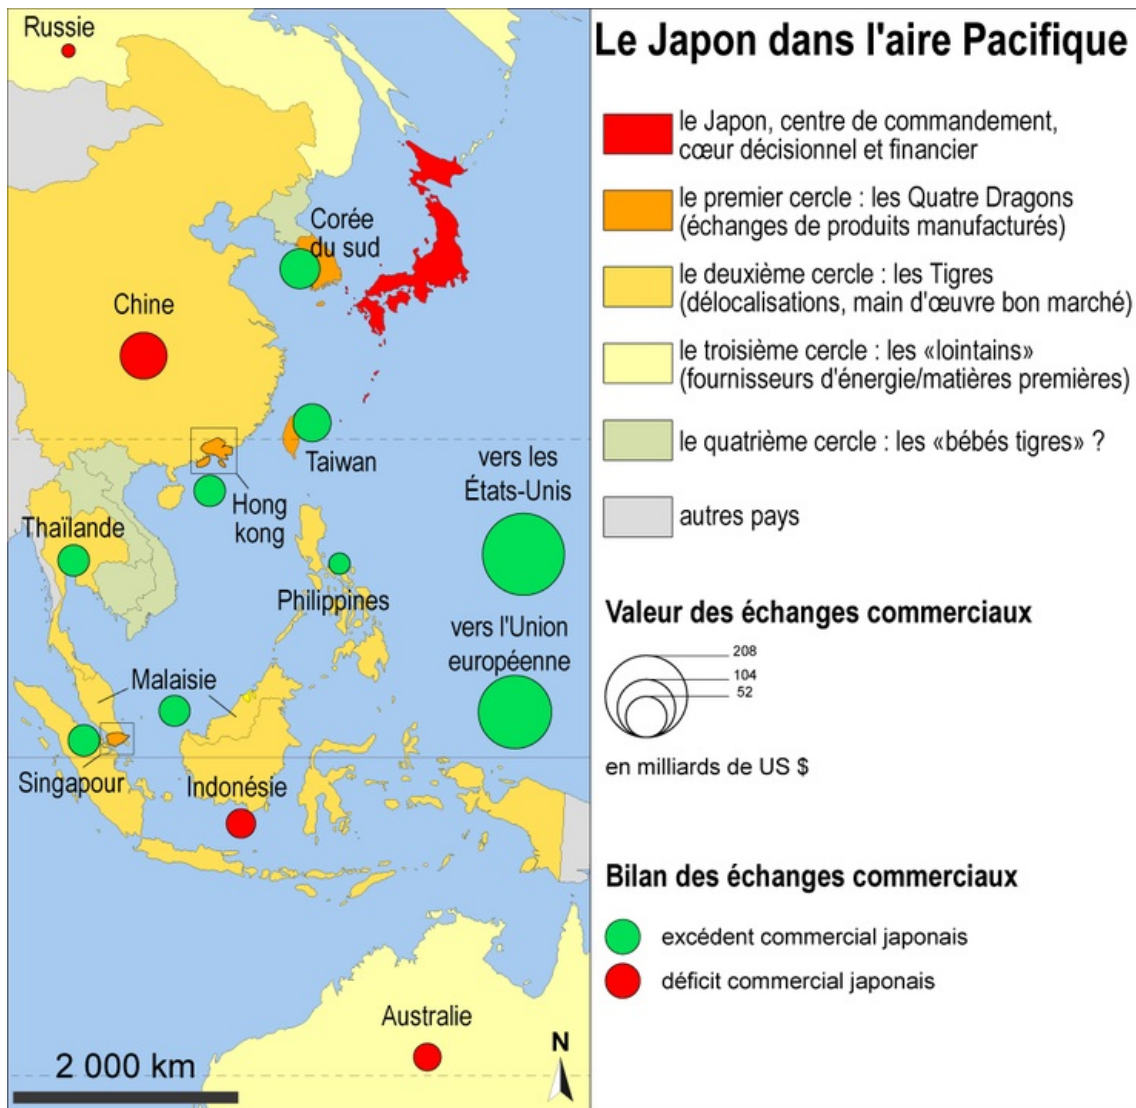 Russie
Corée
du sud
Chine
Taiwan
Hong
kong
vers les
États-Unis
Thaïlande
Philippines
vers l'Union
européenne
Malaisie
Singapour
Indonésie
Australie
N
2 000 km
Le Japon dans l'aire Pacifique
le Japon, centre de commandement,
cœur décisionnel et financier
le premier cercle : les Quatre Dragons
(échanges de produits manufacturés)
le deuxième cercle : les Tigres
(délocalisations, main d'œuvre bon marché)
le troisième cercle : les «lointains»
(fournisseurs d'énergie/matières premières)
le quatrième cercle : les «bébés tigres» ?
autres pays
Valeur des échanges commerciaux
208
104
52
en milliards de US $
Bilan des échanges commerciaux
excédent commercial japonais
déficit commercial japonais